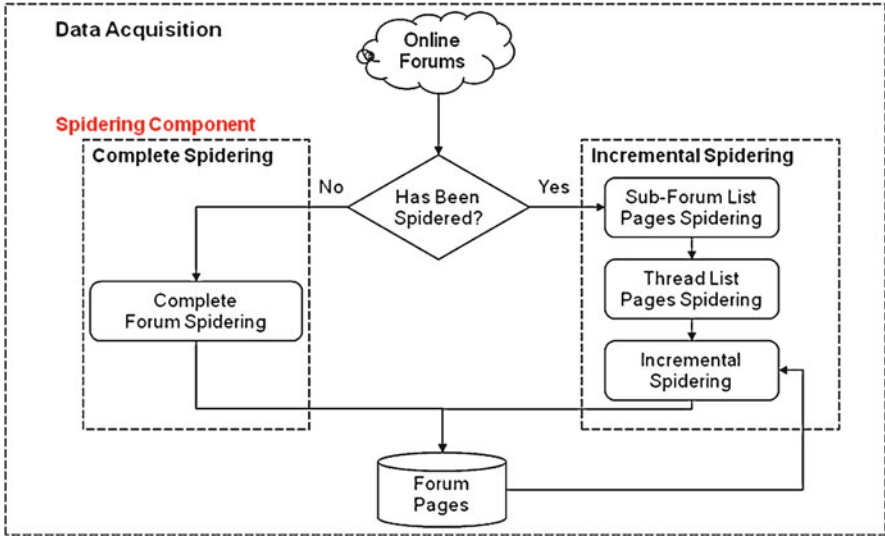 Data Acquisition
Online
Forums
Spidering Component
Complete Spidering
Incremental Spidering
No
Has Been
Spidered?
Yes
Sub-Forum List
Pages Spidering
Thread List
Pages Spidering
Complete
Forum Spidering
Incremental
Spidering
Forum
Pages